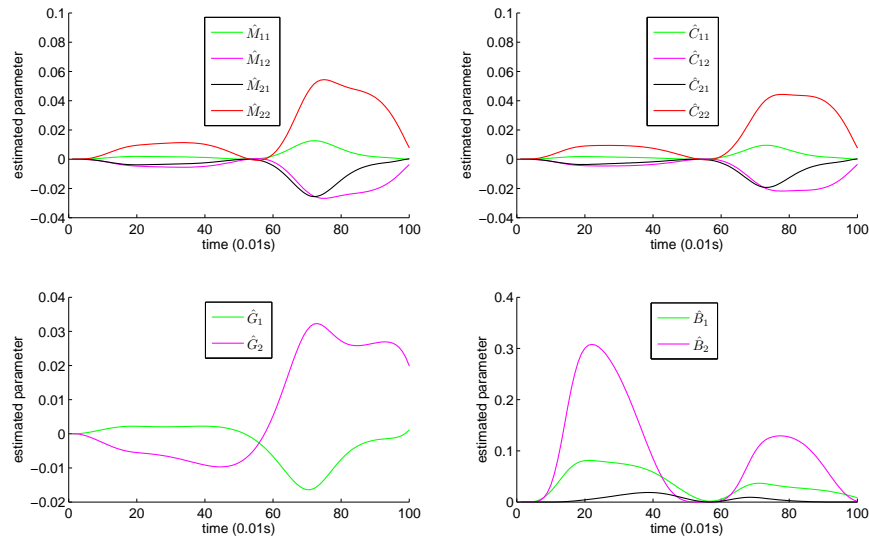 0.1
0.08
0.06
0.04
0.02
0
−0.02
−0.04
estimated parameter
0 20 40 60 80 100
time (0.01s)
M̂₁₁
M̂₁₂
M̂₂₁
M̂₂₂
0.1
0.08
0.06
0.04
0.02
0
−0.02
−0.04
estimated parameter
0 20 40 60 80 100
time (0.01s)
Ĉ₁₁
Ĉ₁₂
Ĉ₂₁
Ĉ₂₂
0.04
0.03
0.02
0.01
0
−0.01
−0.02
estimated parameter
0 20 40 60 80 100
time (0.01s)
Ĝ₁
Ĝ₂
0.4
0.3
0.2
0.1
0
estimated parameter
0 20 40 60 80 100
time (0.01s)
B̂₁
B̂₂